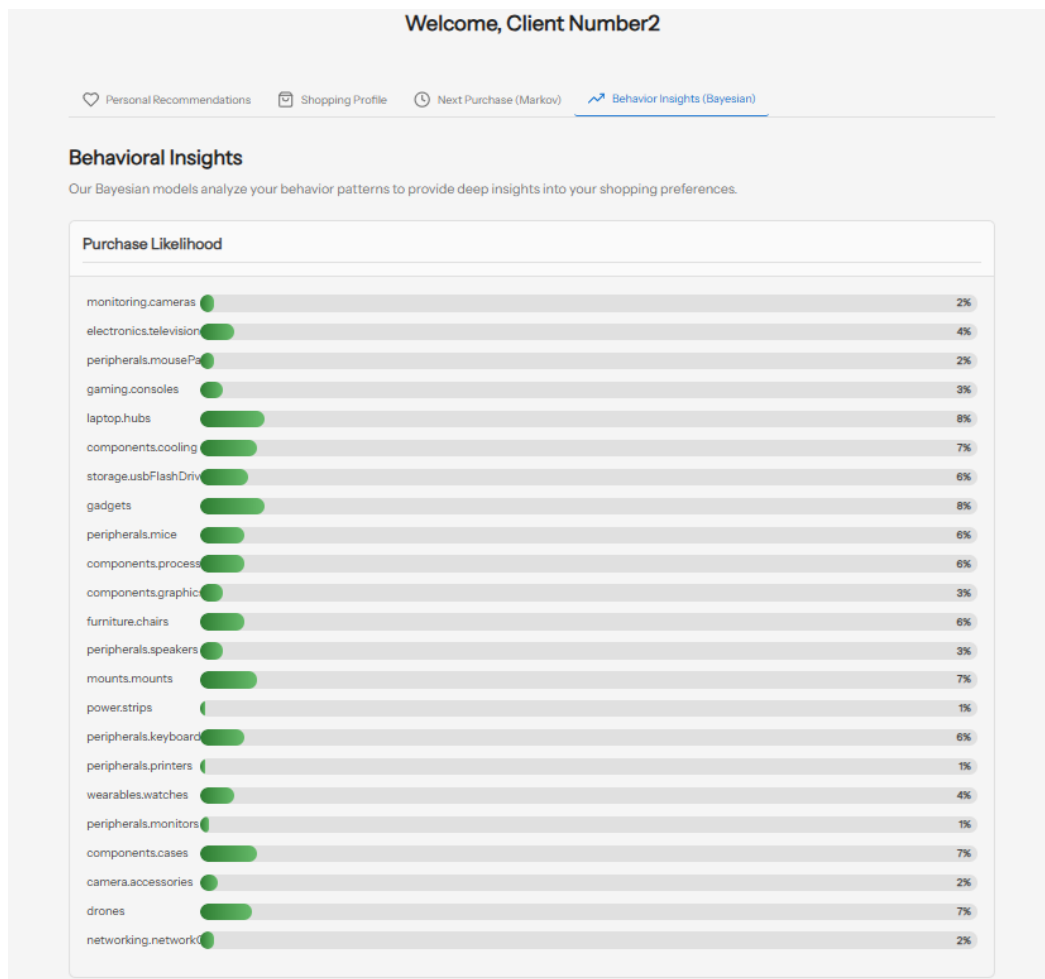 Welcome, Client Number2
Personal Recommendations Shopping Profile Next Purchase (Markov) Behavior Insights (Bayesian)
Behavioral Insights
Our Bayesian models analyze your behavior patterns to provide deep insights into your shopping preferences.
Purchase Likelihood
monitoring.cameras 2%
electronics.television 4%
peripherals.mousePa 2%
gaming.consoles 3%
laptop.hubs 8%
components.cooling 7%
storage.usbFlashDriv 6%
gadgets 8%
peripherals.mice 6%
components.process 6%
components.graphic 3%
furniture.chairs 6%
peripherals.speakers 3%
mounts.mounts 7%
power.strips 1%
peripherals.keyboard 6%
peripherals.printers 1%
wearables.watches 4%
peripherals.monitors 1%
components.cases 7%
camera.accessories 2%
drones 7%
networking.network 2%